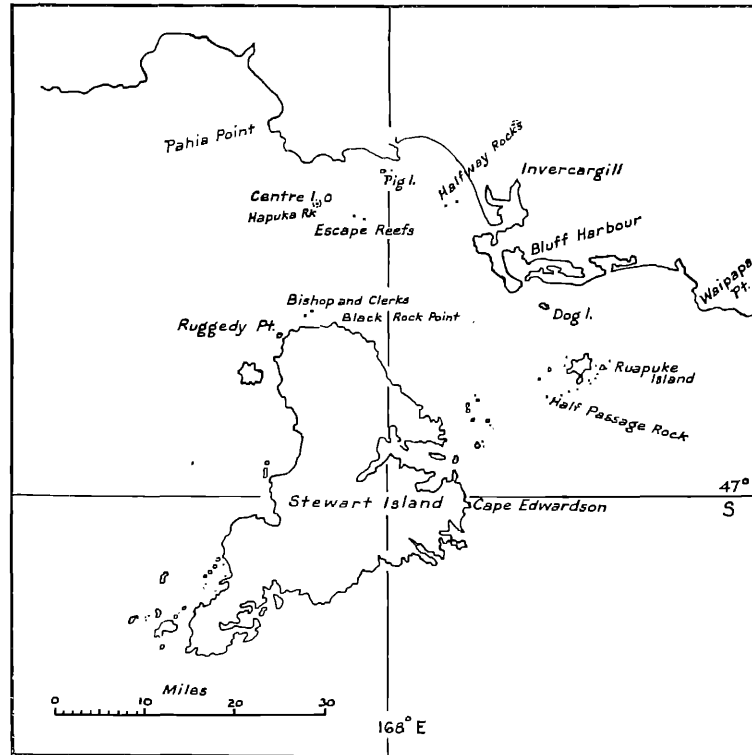 Pahia Point
Halfway Rocks
Invercargill
Pig I.
Centre I.
Hapuka Rk
Escape Reefs
Bluff Harbour
Waipapa
Pt.
Dog I.
Bishop and Clerks
Black Rock Point
Ruggedy Pt.
Ruapuke
Island
Half Passage Rock
47°
S
Stewart Island
Cape Edwardson
Miles
0 10 20 30
168° E